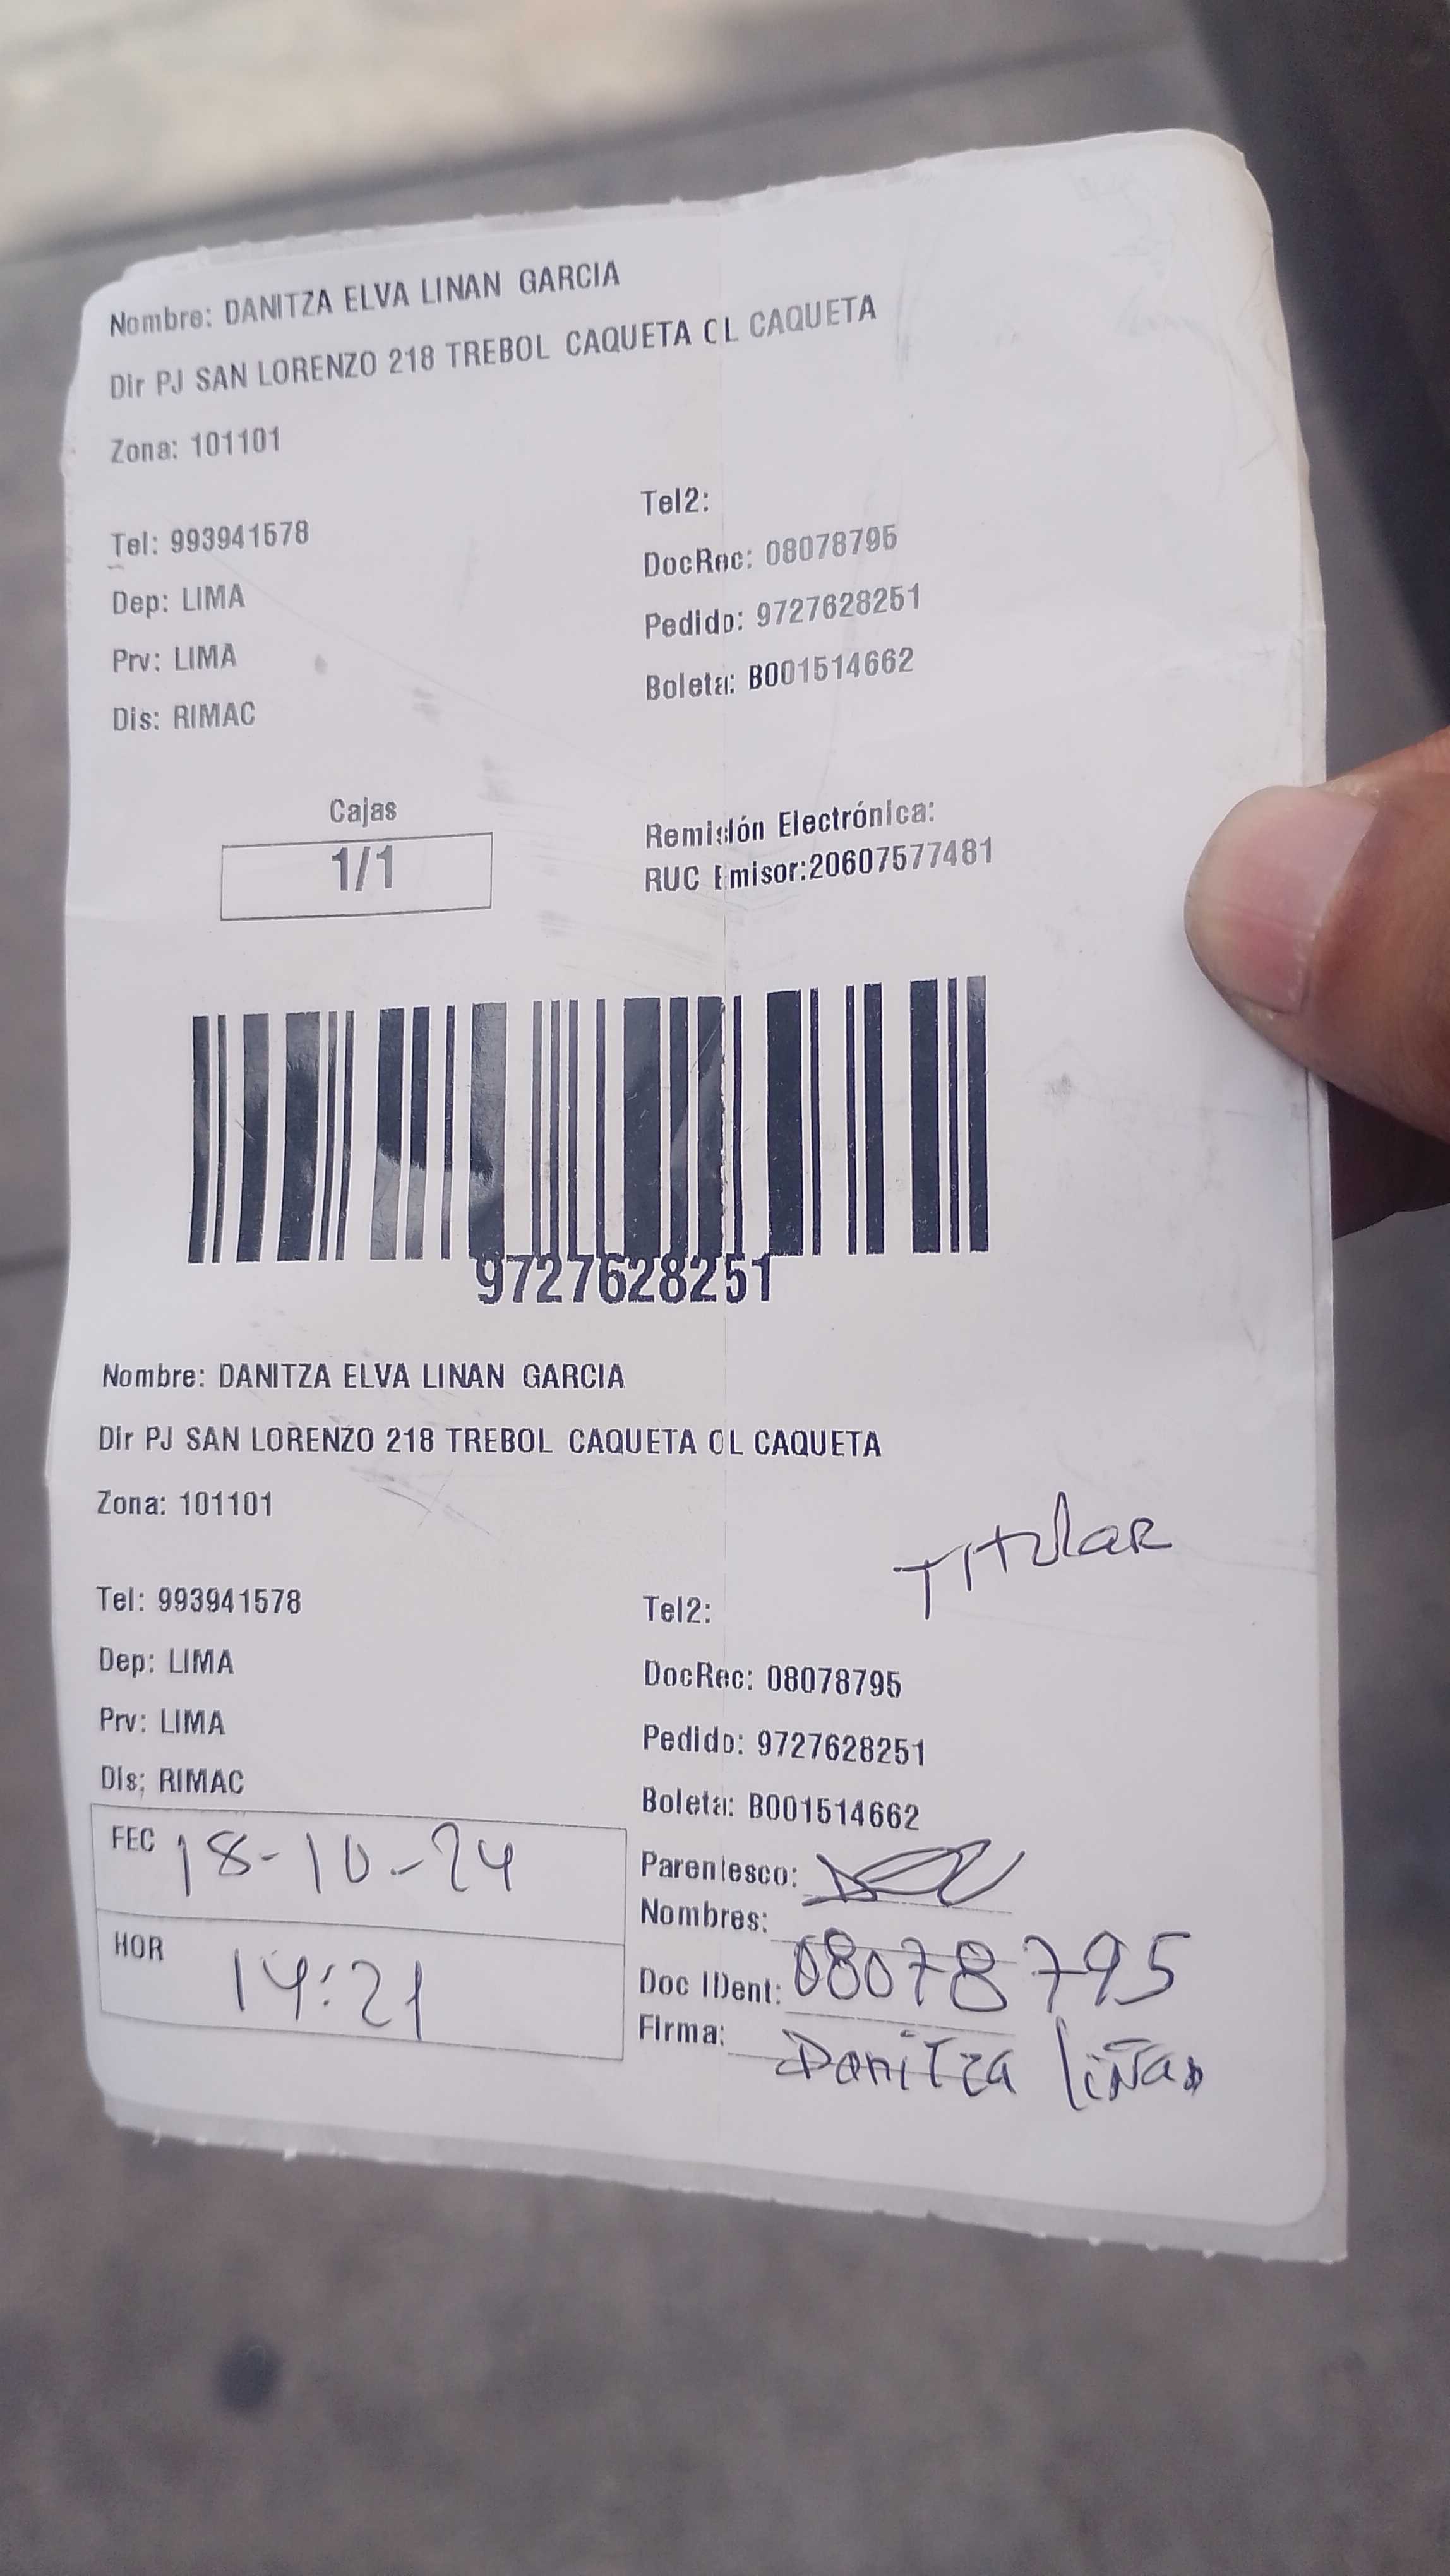 Nombre: DANITZA ELVA LINAN GARCIA
Dir PJ SAN LORENZO 218 TREBOL CAQUETA CL CAQUETA
Zona: 101101
Tel2:
Tel: 993941578
DocRec: 08078795
Dep: LIMA
Pedido: 9727628251
Prv: LIMA
Boleta: B001514662
Dis: RIMAC
Cajas
1/1
Remisión Electrónica:
RUC Emisor:20607577481
9727628251
Nombre: DANITZA ELVA LINAN GARCIA
Dir PJ SAN LORENZO 218 TREBOL CAQUETA CL CAQUETA
Zona: 101101
Titular
Tel: 993941578
Tel2:
Dep: LIMA
DocRec: 08078795
Prv: LIMA
Pedido: 9727628251
Dis: RIMAC
Boleta: B001514662
FEC 18-10-24
Parentesco:
Nombres:
HOR 14:21
Doc IDent: 08078795
Firma: Danitza Liñan